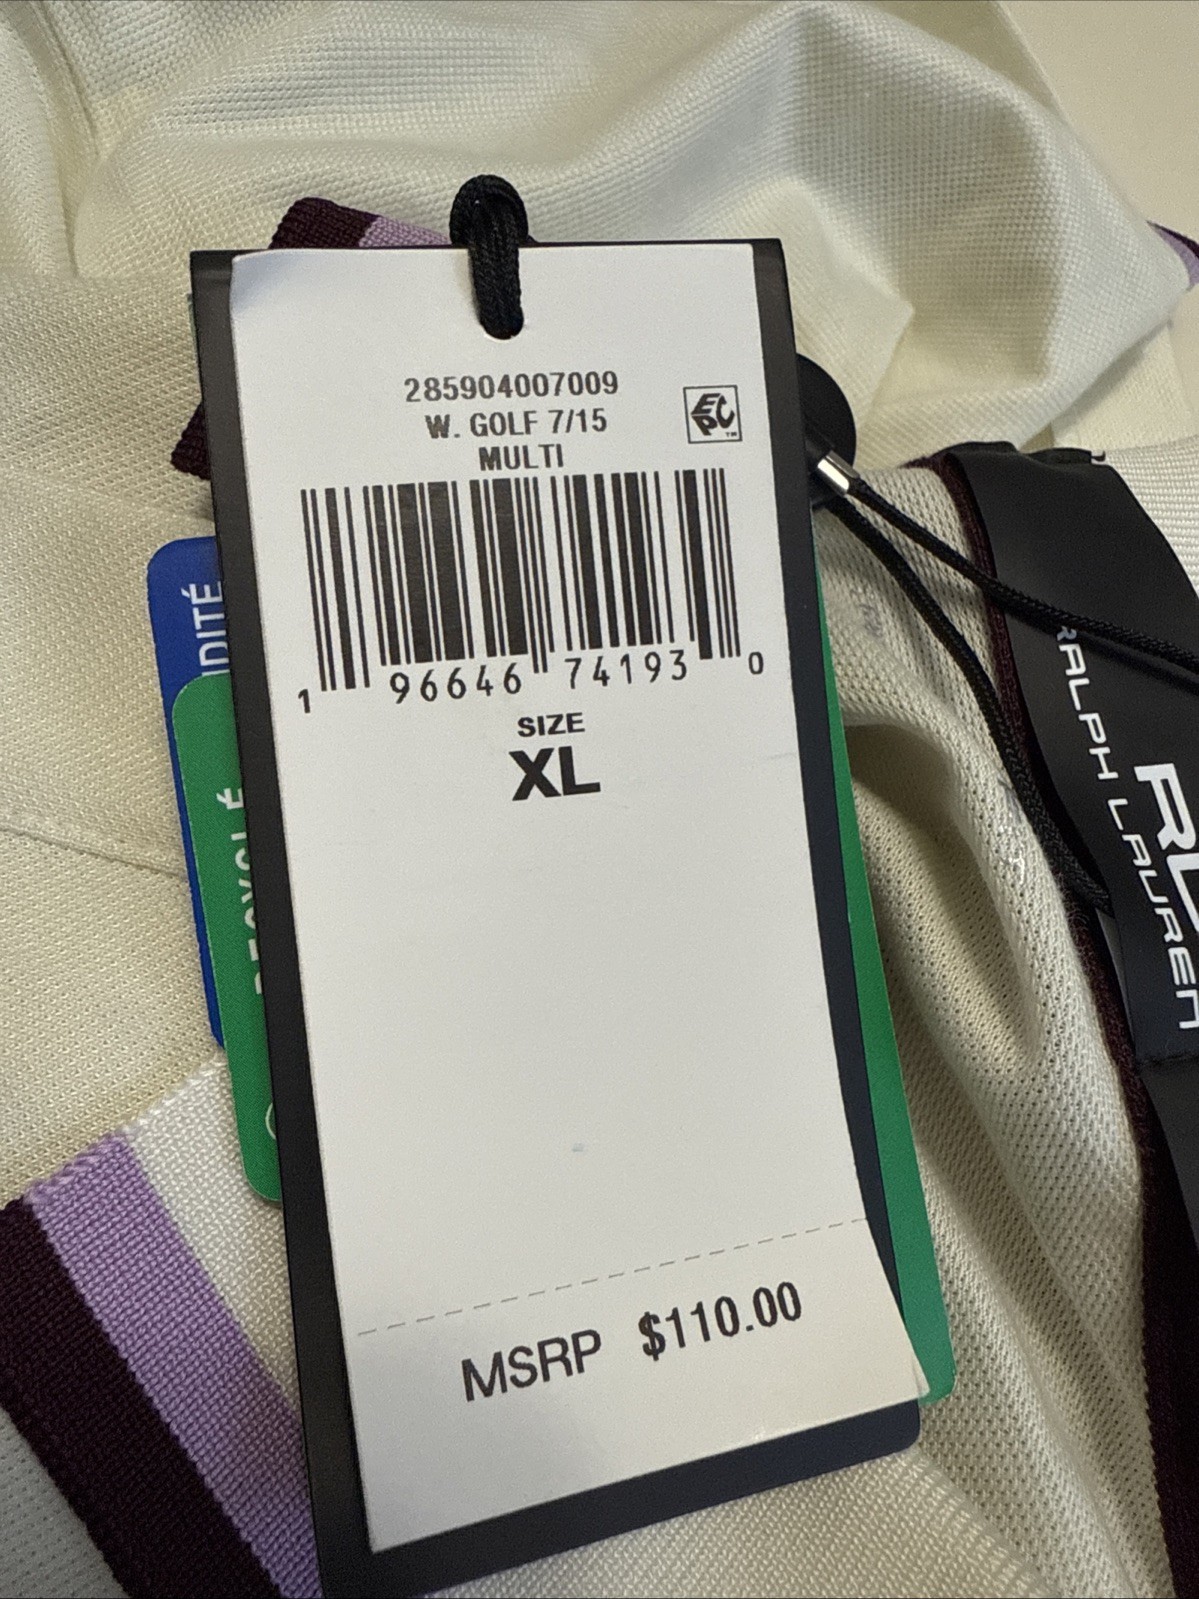 285904007009
W. GOLF 7/15
MULTI
1 96646 74193 0
SIZE
XL
MSRP $110.00
RALPH LAUREN